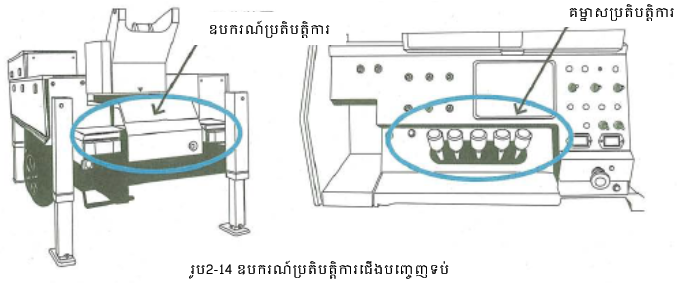 ឧបករណ៍ប្រតិបត្តិការ
គម្នាសប្រតិបត្តិការ
រូប2-14 ឧបករណ៍ប្រតិបត្តិការជើងបញ្ចេញទប់